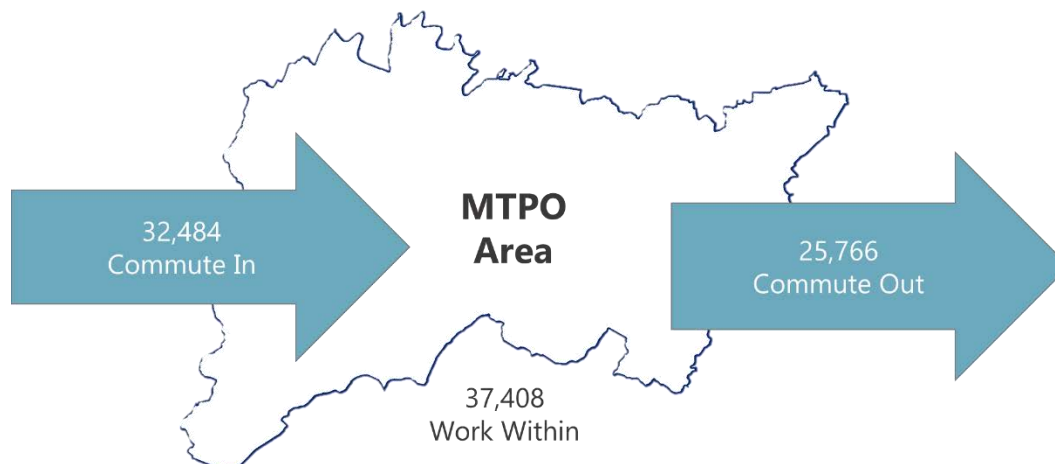 MTPO
Area
32,484
Commute In
25,766
Commute Out
37,408
Work Within